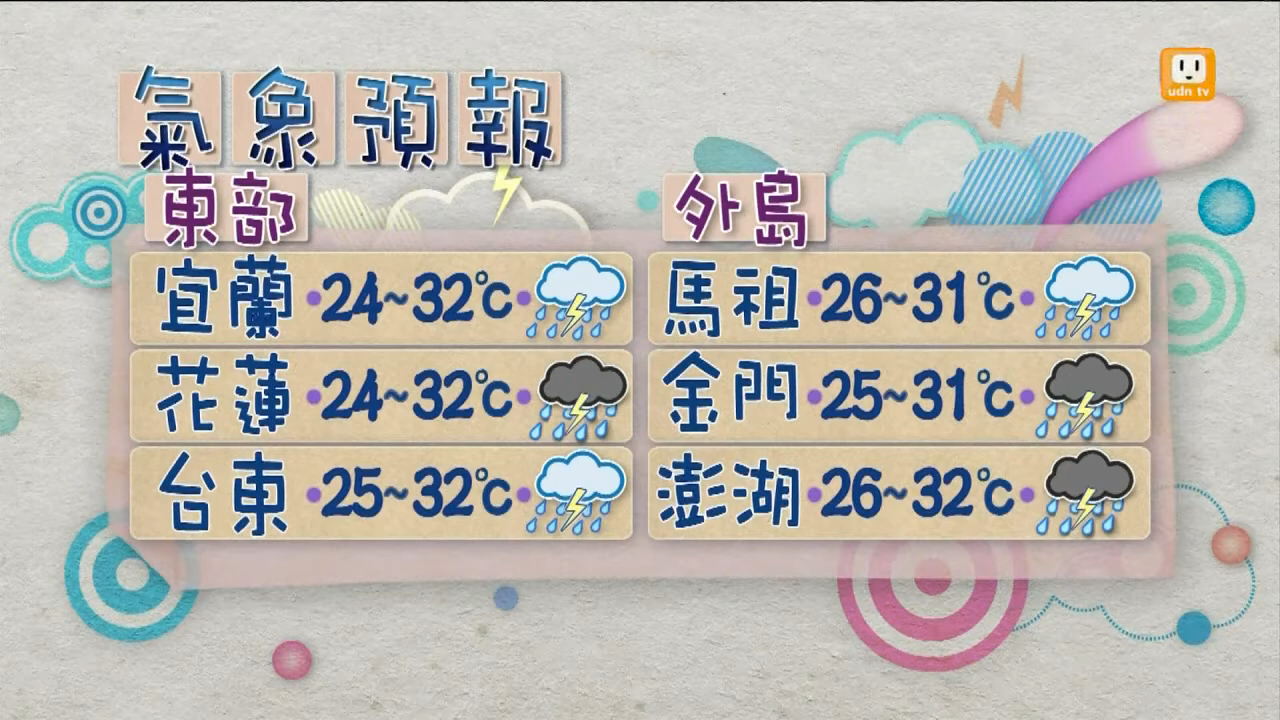 氣象預報
udn tv
東部
宜蘭 •24~32℃•
花蓮 •24~32℃•
台東 •25~32℃•
外島
馬祖 •26~31℃•
金門 •25~31℃•
澎湖 •26~32℃•